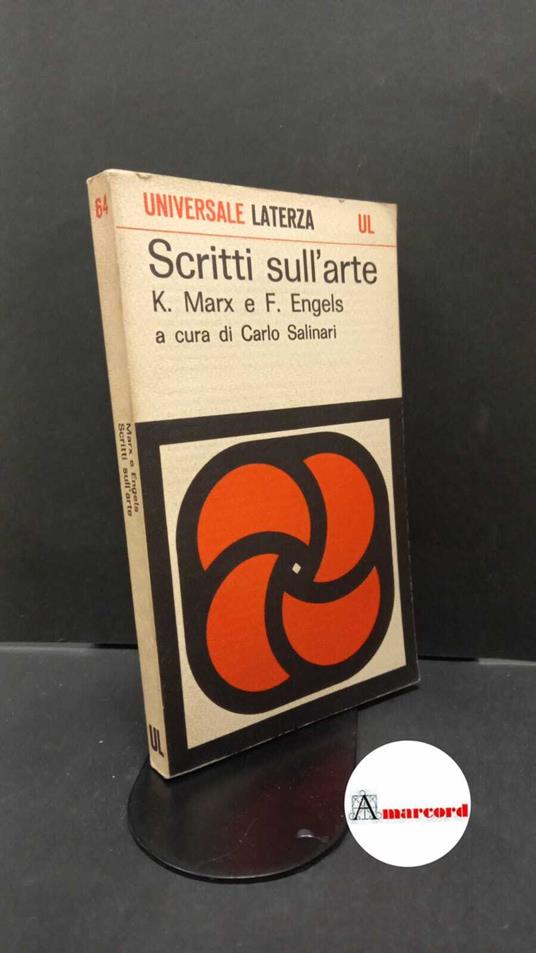 UNIVERSALE LATERZA UL
Scritti sull'arte
K. Marx e F. Engels
a cura di Carlo Salinari
64
Marx e Engels
Scritti sull'arte
UL
Amarcord